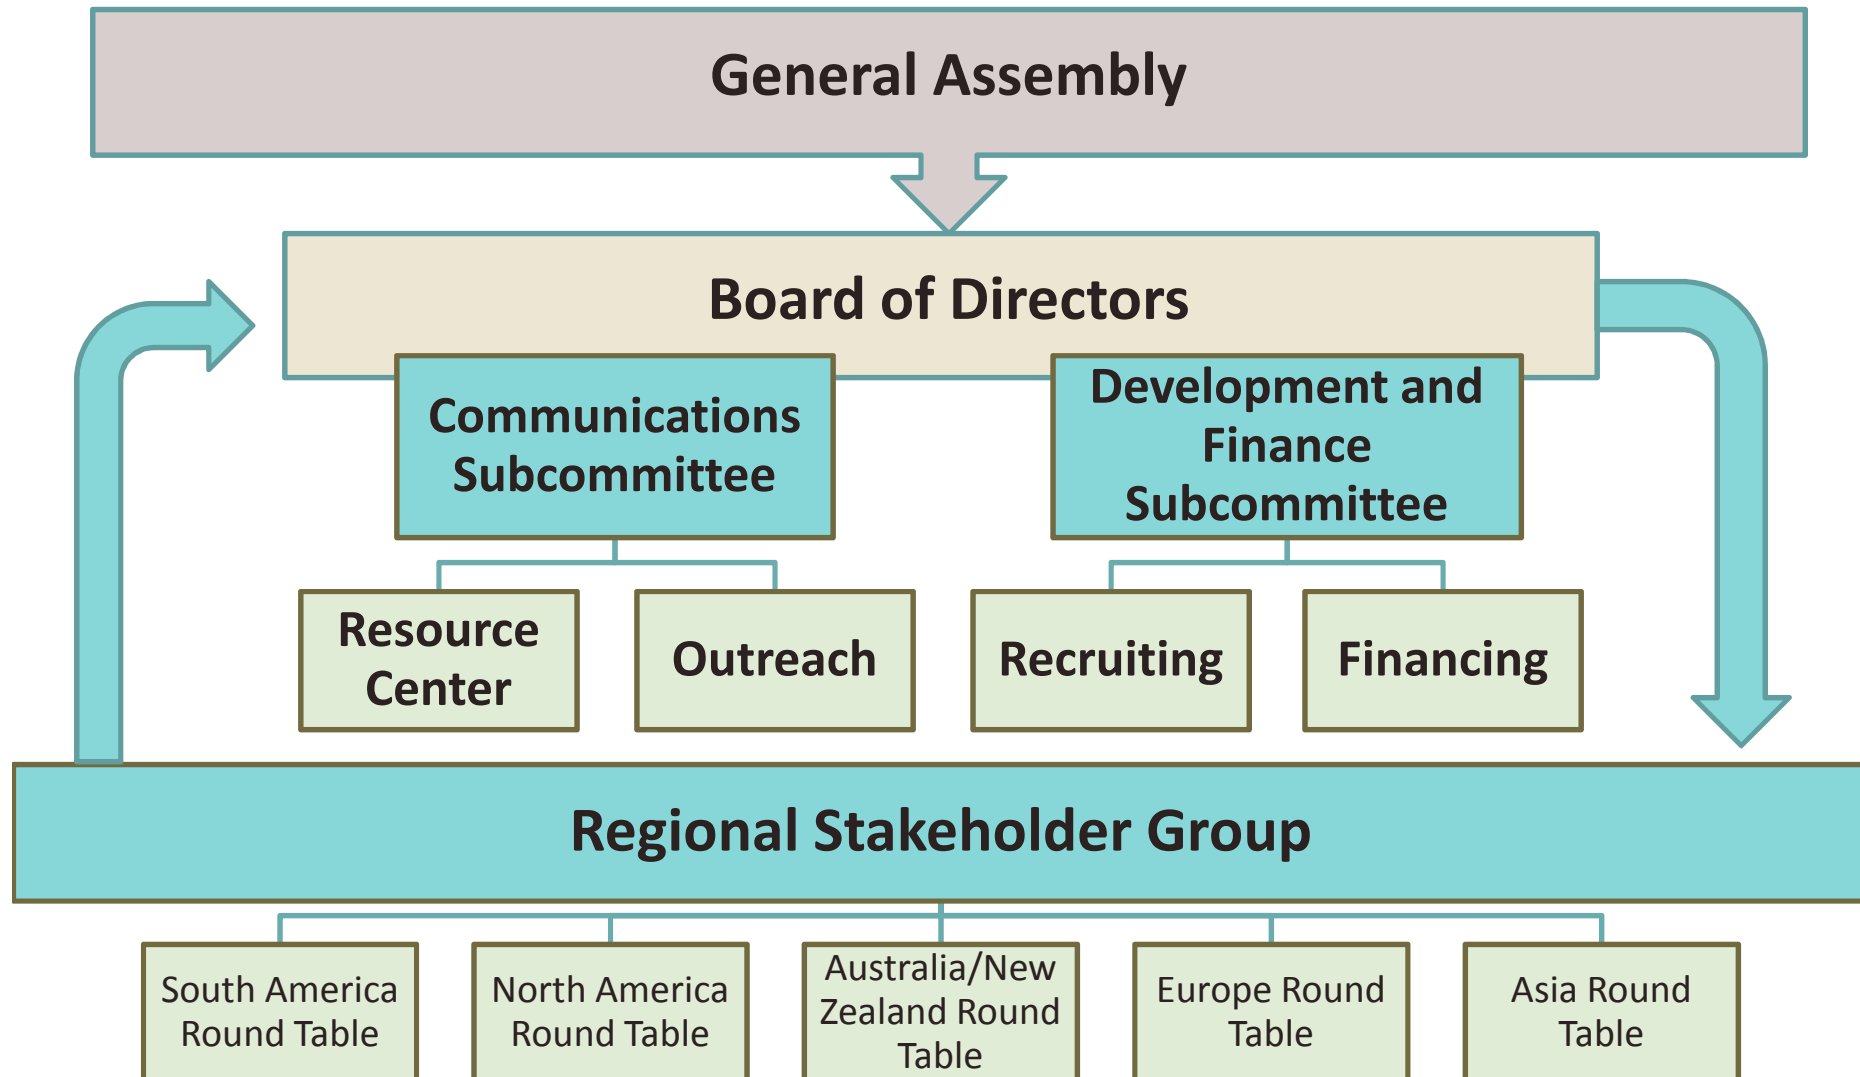 General Assembly
Board of Directors
Communications
Subcommittee
Development and
Finance
Subcommittee
Resource
Center
Outreach
Recruiting
Financing
Regional Stakeholder Group
South America
Round Table
North America
Round Table
Australia/New
Zealand Round
Table
Europe Round
Table
Asia Round
Table